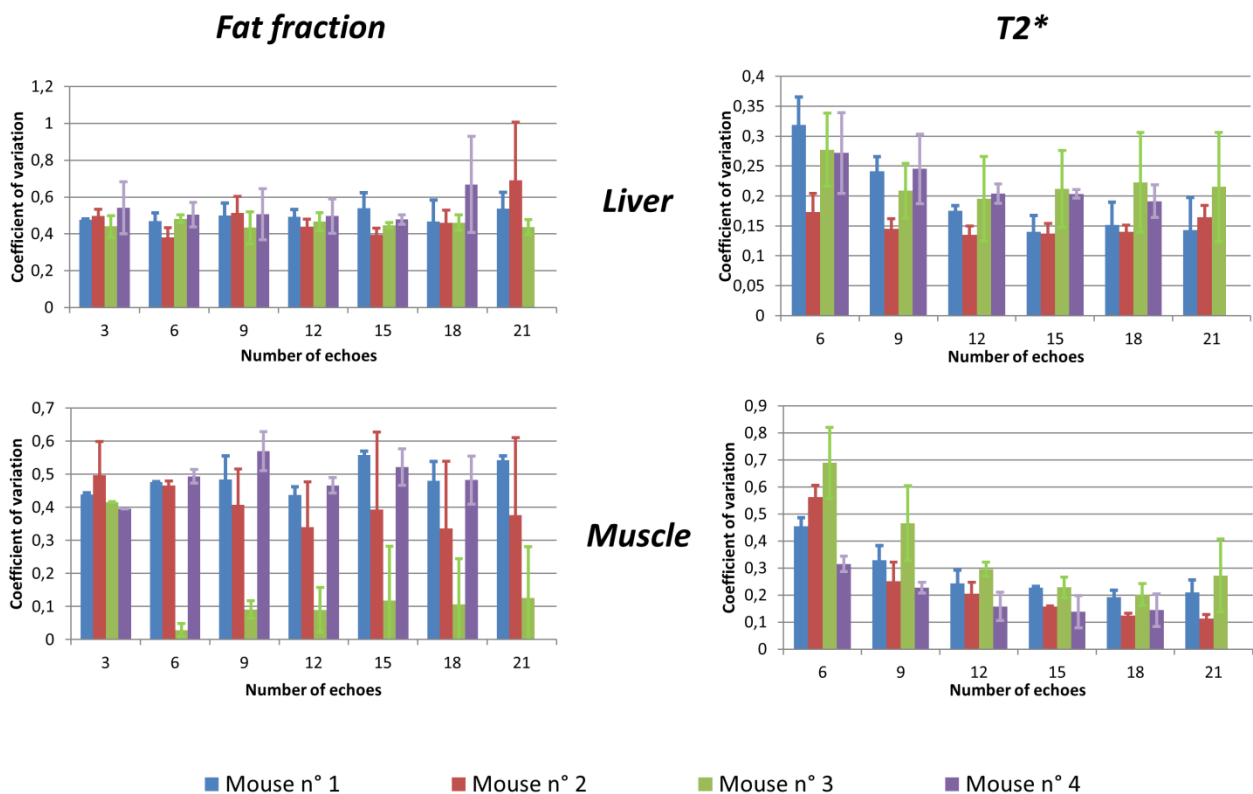 Fat fraction
T2*
Coefficient of variation
1,2
1
0,8
0,6
0,4
0,2
0
3 6 9 12 15 18 21
Number of echoes
Liver
Coefficient of variation
0,4
0,35
0,3
0,25
0,2
0,15
0,1
0,05
0
6 9 12 15 18 21
Number of echoes
Coefficient of variation
0,7
0,6
0,5
0,4
0,3
0,2
0,1
0
3 6 9 12 15 18 21
Number of echoes
Muscle
Coefficient of variation
0,9
0,8
0,7
0,6
0,5
0,4
0,3
0,2
0,1
0
6 9 12 15 18 21
Number of echoes
Mouse n° 1 Mouse n° 2 Mouse n° 3 Mouse n° 4